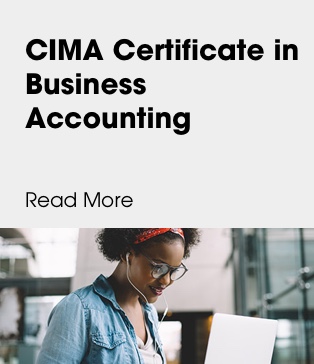 CIMA Certificate in
Business
Accounting
Read More